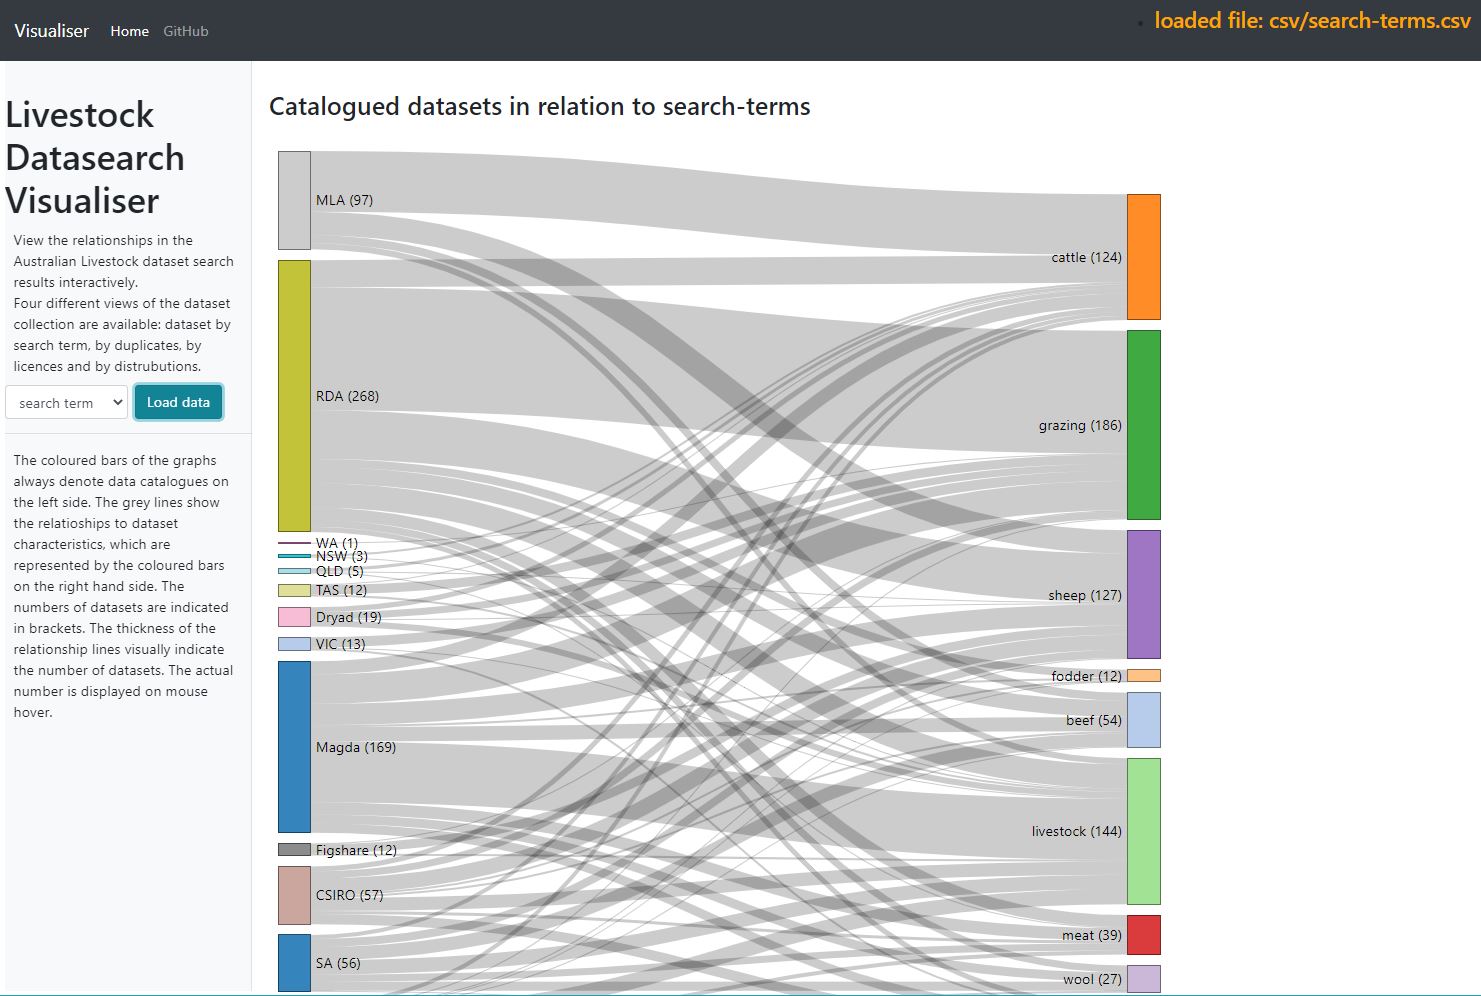 Visualiser Home GitHub
loaded file: csv/search-terms.csv
Livestock
Datasearch
Visualiser
View the relationships in the
Australian Livestock dataset search
results interactively.
Four different views of the dataset
collection are available: dataset by
search term, by duplicates, by
licences and by distrubutions.
search term
Load data
The coloured bars of the graphs
always denote data catalogues on
the left side. The grey lines show
the relatioships to dataset
characteristics, which are
represented by the coloured bars
on the right hand side. The
numbers of datasets are indicated
in brackets. The thickness of the
relationship lines visually indicate
the number of datasets. The actual
number is displayed on mouse
hover.
Catalogued datasets in relation to search-terms
MLA (97)
RDA (268)
WA (1)
NSW (3)
QLD (5)
TAS (12)
Dryad (19)
VIC (13)
Magda (169)
Figshare (12)
CSIRO (57)
SA (56)
cattle (124)
grazing (186)
sheep (127)
fodder (12)
beef (54)
livestock (144)
meat (39)
wool (27)